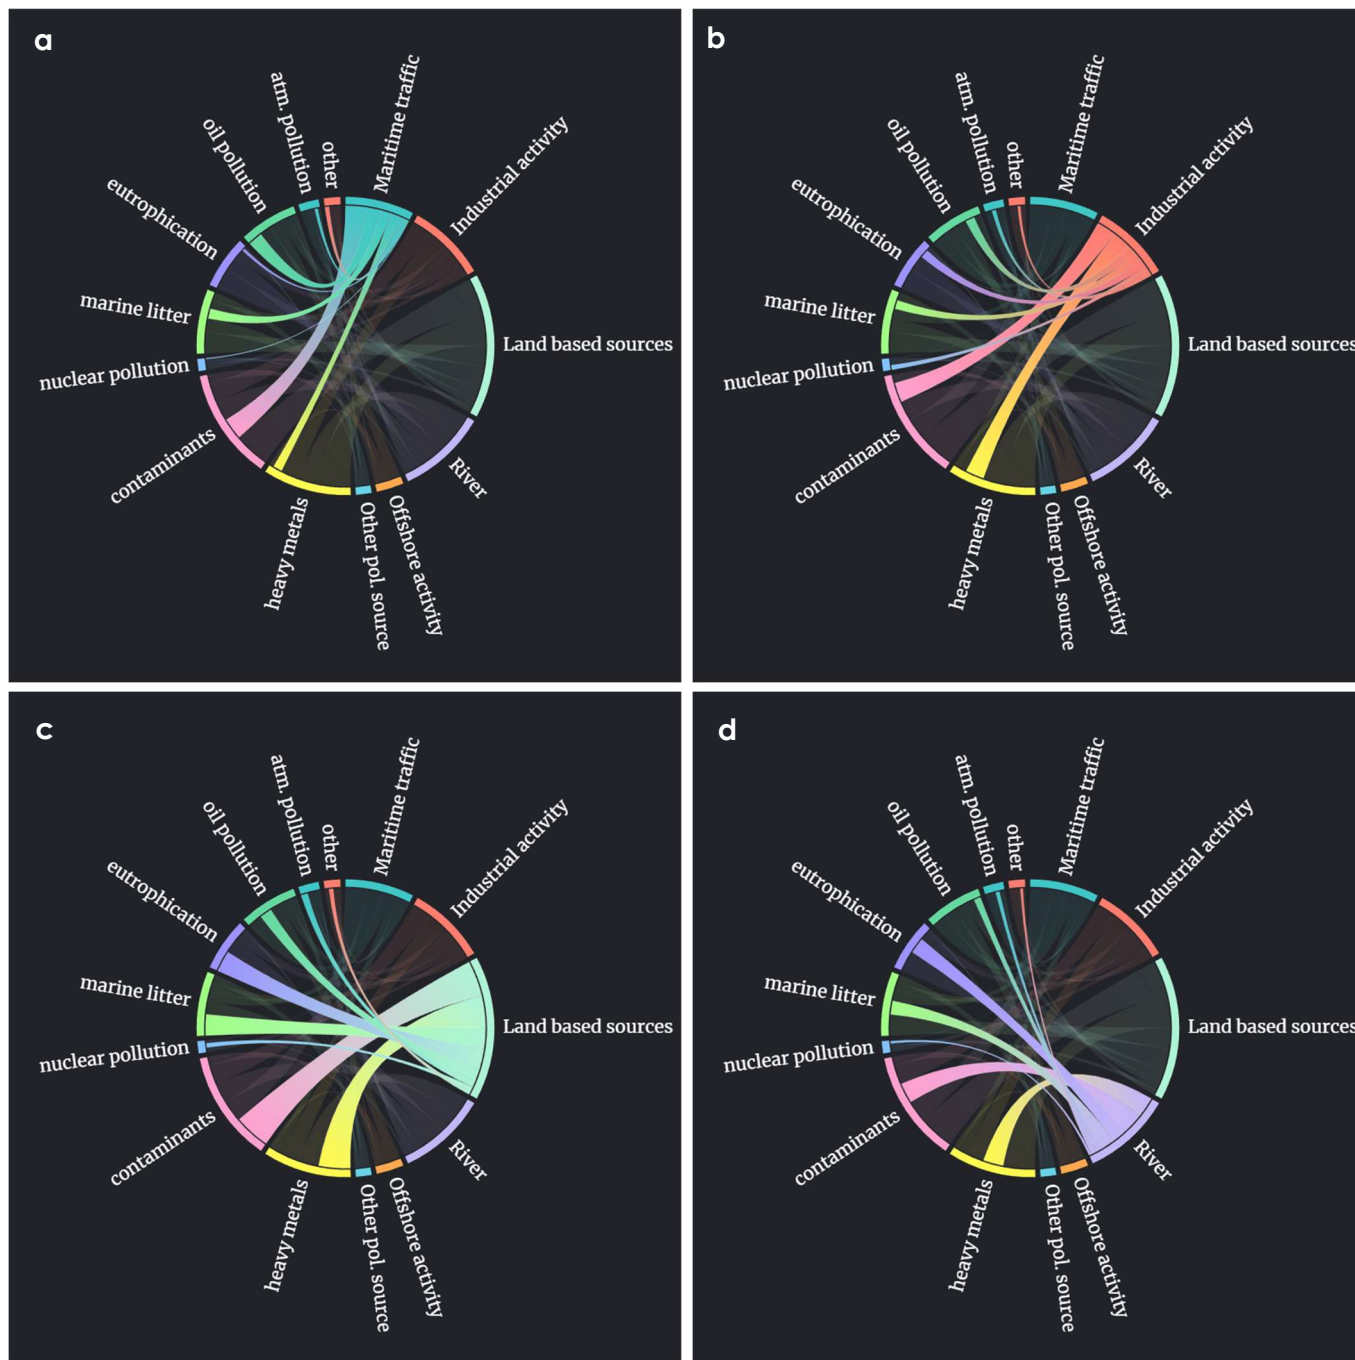 a
Maritime traffic
Industrial activity
Land based sources
River
Offshore activity
Other pol. source
heavy metals
contaminants
nuclear pollution
marine litter
eutrophication
oil pollution
atm. pollution
other
b
Maritime traffic
Industrial activity
Land based sources
River
Offshore activity
Other pol. source
heavy metals
contaminants
nuclear pollution
marine litter
eutrophication
oil pollution
atm. pollution
other
c
Maritime traffic
Industrial activity
Land based sources
River
Offshore activity
Other pol. source
heavy metals
contaminants
nuclear pollution
marine litter
eutrophication
oil pollution
atm. pollution
other
d
Maritime traffic
Industrial activity
Land based sources
River
Offshore activity
Other pol. source
heavy metals
contaminants
nuclear pollution
marine litter
eutrophication
oil pollution
atm. pollution
other